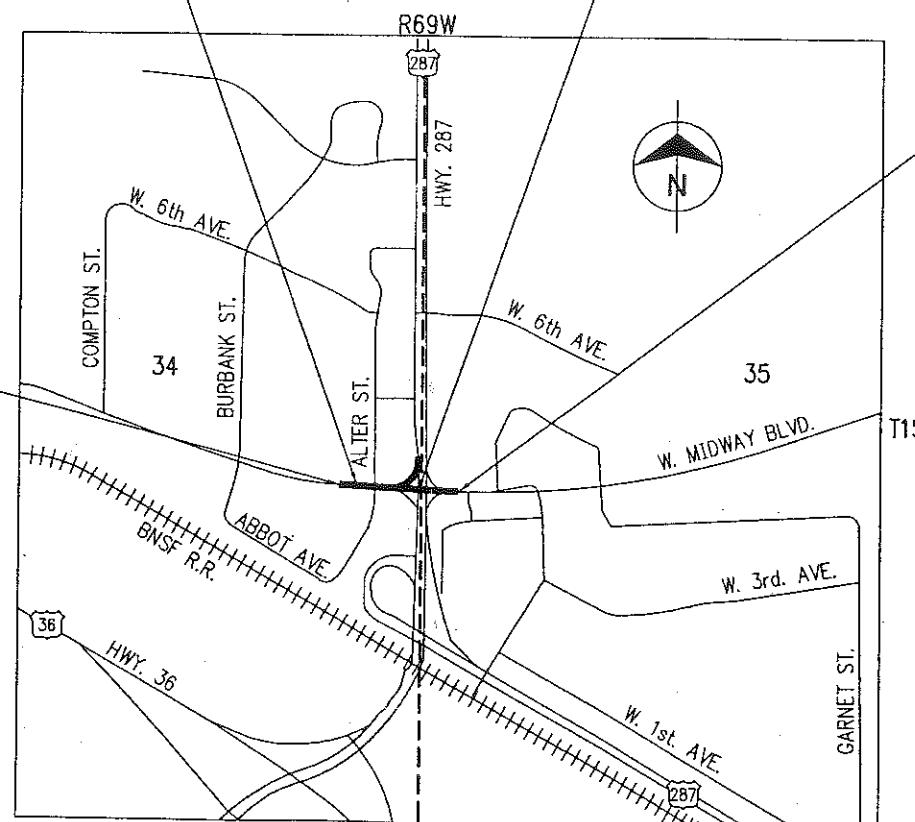 R69W
287
HWY. 287
N
W. 6th AVE.
COMPTON ST.
BURBANK ST.
W. 6th AVE.
34
35
ALTER ST.
W. MIDWAY BLVD.
ABBOT AVE.
BNSF R.R.
W. 3rd. AVE.
36
HWY. 36
GARNET ST.
W. 1st. AVE.
287